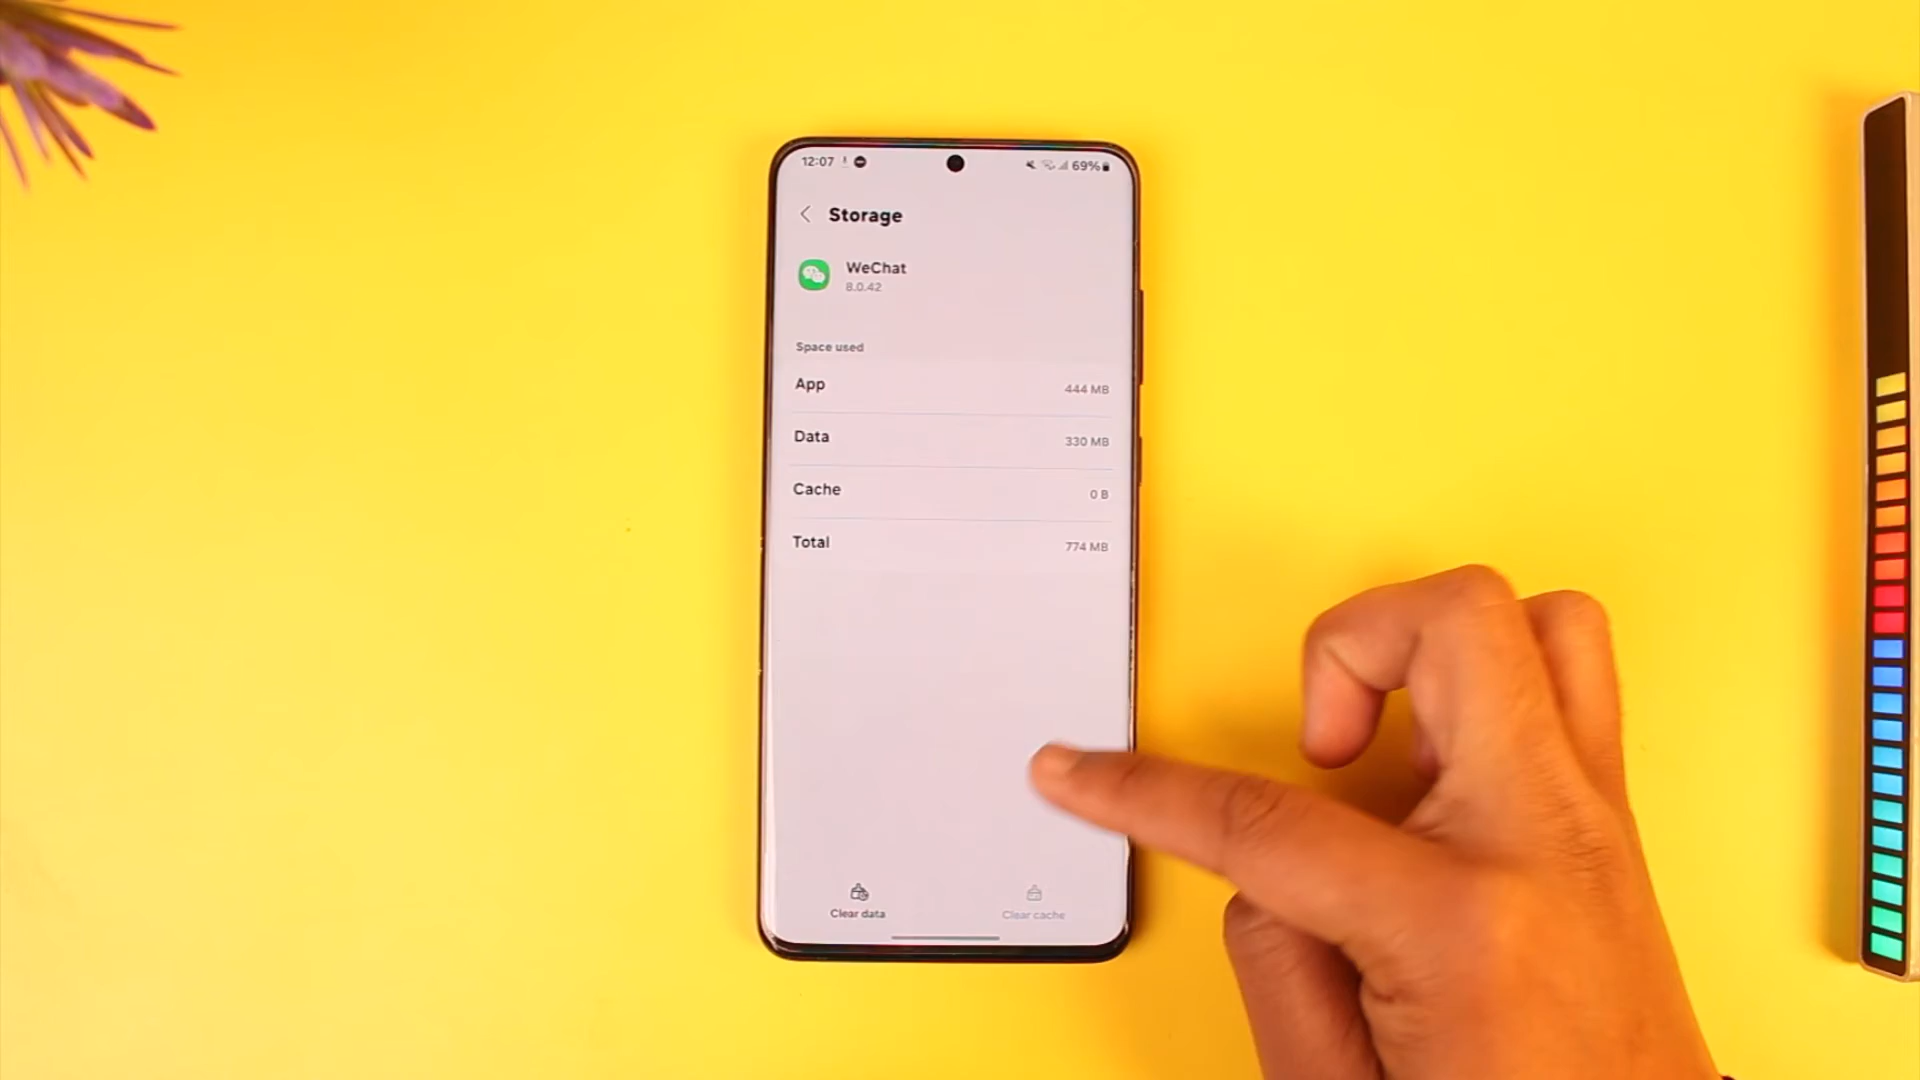 12:07 69%
Storage
WeChat
8.0.42
Space used
App 444 MB
Data 330 MB
Cache 0 B
Total 774 MB
Clear data Clear cache